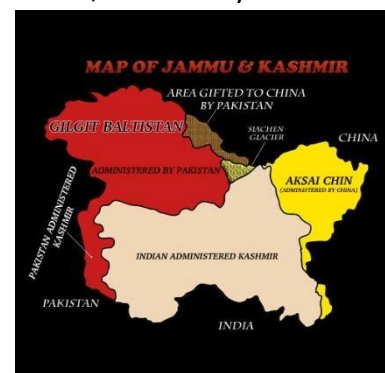 MAP OF JAMMU & KASHMIR
AREA GIFTED TO CHINA
BY PAKISTAN
GILGIT BALTISTAN
SIACHEN
GLACIER
CHINA
ADMINISTERED BY PAKISTAN
AKSAI CHIN
(ADMINISTERED BY CHINA)
PAKISTAN ADMINISTERED
KASHMIR
INDIAN ADMINISTERED KASHMIR
PAKISTAN
INDIA